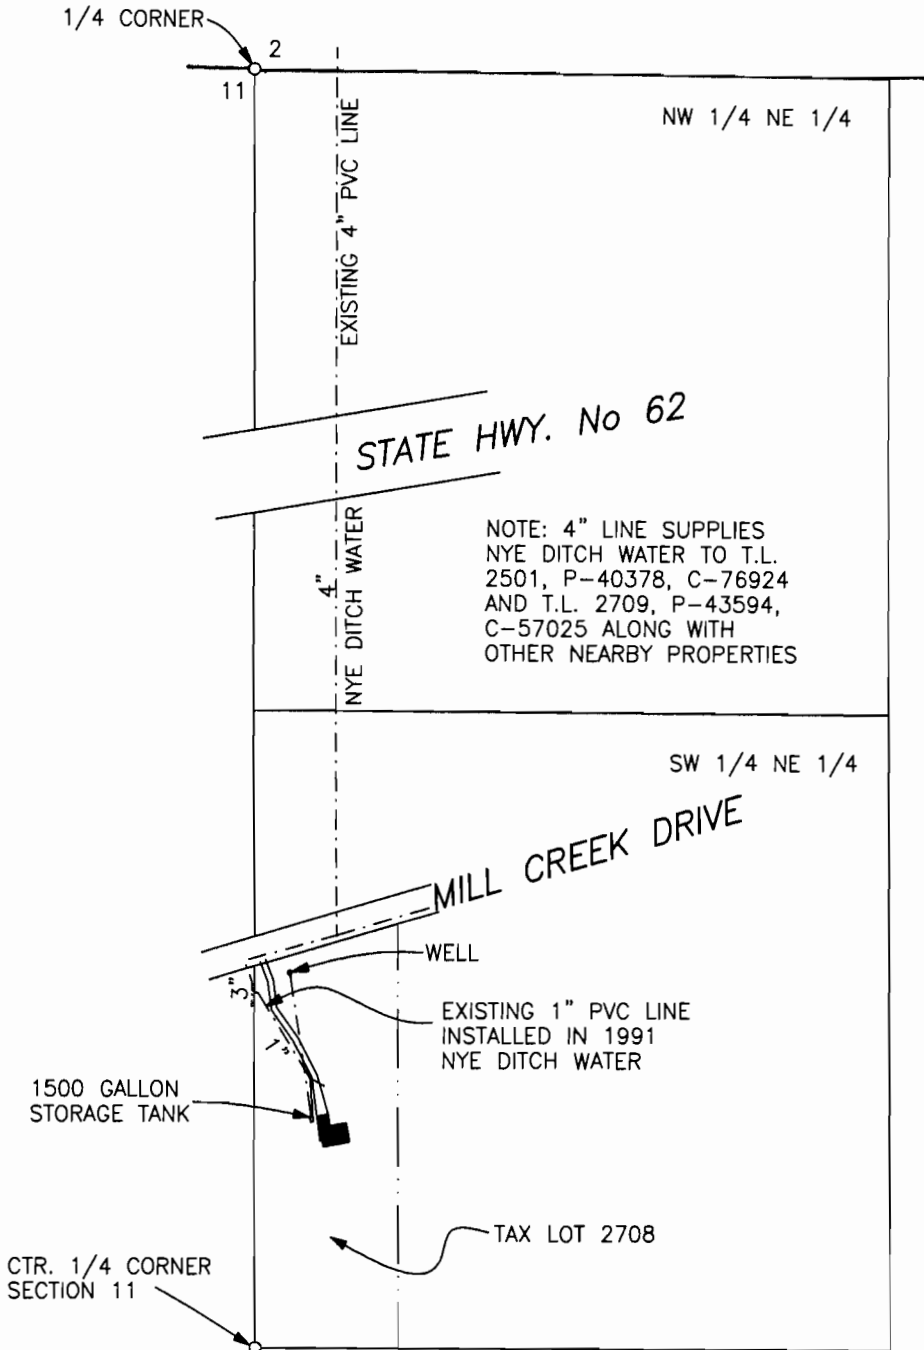 1/4 CORNER
2
11
NW 1/4 NE 1/4
EXISTING 4" PVC LINE
STATE HWY. No 62
4"
NYE DITCH WATER
NOTE: 4" LINE SUPPLIES
NYE DITCH WATER TO T.L.
2501, P-40378, C-76924
AND T.L. 2709, P-43594,
C-57025 ALONG WITH
OTHER NEARBY PROPERTIES
SW 1/4 NE 1/4
MILL CREEK DRIVE
WELL
3"
EXISTING 1" PVC LINE
INSTALLED IN 1991
NYE DITCH WATER
1"
1500 GALLON
STORAGE TANK
TAX LOT 2708
CTR. 1/4 CORNER
SECTION 11